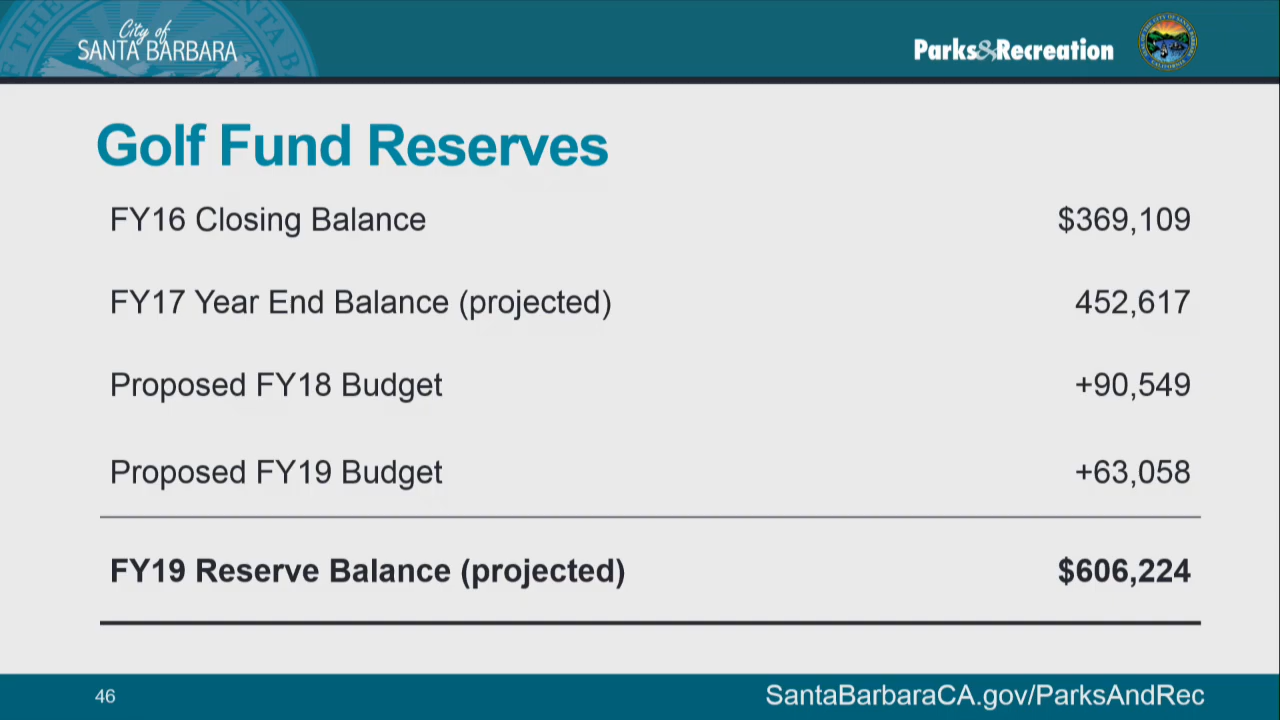 City of
SANTA BARBARA
Parks&Recreation
Golf Fund Reserves
FY16 Closing Balance $369,109
FY17 Year End Balance (projected) 452,617
Proposed FY18 Budget +90,549
Proposed FY19 Budget +63,058
FY19 Reserve Balance (projected) $606,224
46
SantaBarbaraCA.gov/ParksAndRec